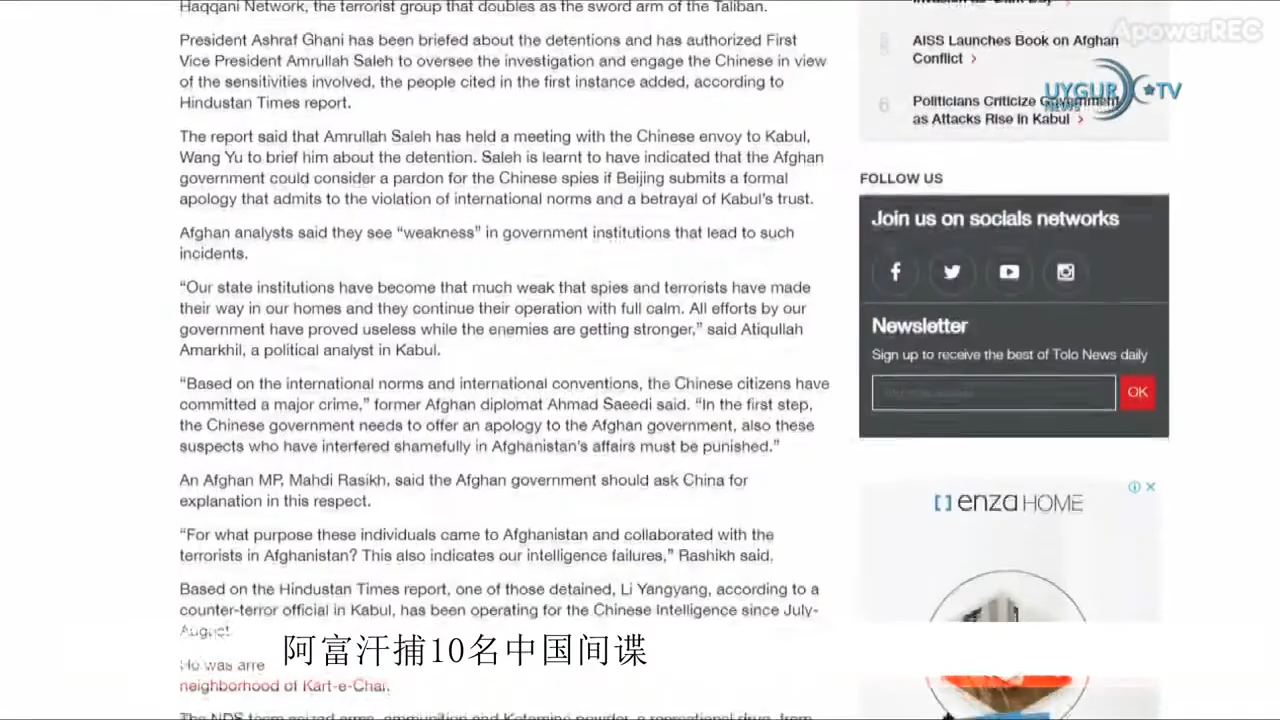 Haqqani Network, the terrorist group that doubles as the sword arm of the Taliban.
President Ashraf Ghani has been briefed about the detentions and has authorized First
Vice President Amrullah Saleh to oversee the investigation and engage the Chinese in view
of the sensitivities involved, the people cited in the first instance added, according to
Hindustan Times report.
The report said that Amrullah Saleh has held a meeting with the Chinese envoy to Kabul,
Wang Yu to brief him about the detention. Saleh is learnt to have indicated that the Afghan
government could consider a pardon for the Chinese spies if Beijing submits a formal
apology that admits to the violation of international norms and a betrayal of Kabul's trust.
Afghan analysts said they see “weakness” in government institutions that lead to such
incidents.
“Our state institutions have become that much weak that spies and terrorists have made
their way in our homes and they continue their operation with full calm. All efforts by our
government have proved useless while the enemies are getting stronger,” said Atiqullah
Amarkhil, a political analyst in Kabul.
“Based on the international norms and international conventions, the Chinese citizens have
committed a major crime,” former Afghan diplomat Ahmad Saeedi said. “In the first step,
the Chinese government needs to offer an apology to the Afghan government, also these
suspects who have interfered shamefully in Afghanistan's affairs must be punished.”
An Afghan MP, Mahdi Rasikh, said the Afghan government should ask China for
explanation in this respect.
“For what purpose these individuals came to Afghanistan and collaborated with the
terrorists in Afghanistan? This also indicates our intelligence failures,” Rashikh said.
Based on the Hindustan Times report, one of those detained, Li Yangyang, according to a
counter-terror official in Kabul, has been operating for the Chinese Intelligence since July-
August.
He was arre
neighborhood of Kart-e-Char.
The NDS team seized arms, ammunition and Ketamine powder, a recreational drug, from
阿富汗捕10名中国间谍
ApowerREC
5
AISS Launches Book on Afghan
Conflict >
UYGUR TV
NEWS
6
Politicians Criticize Government
as Attacks Rise in Kabul >
FOLLOW US
Join us on socials networks
Newsletter
Sign up to receive the best of Tolo News daily
OK
enza HOME